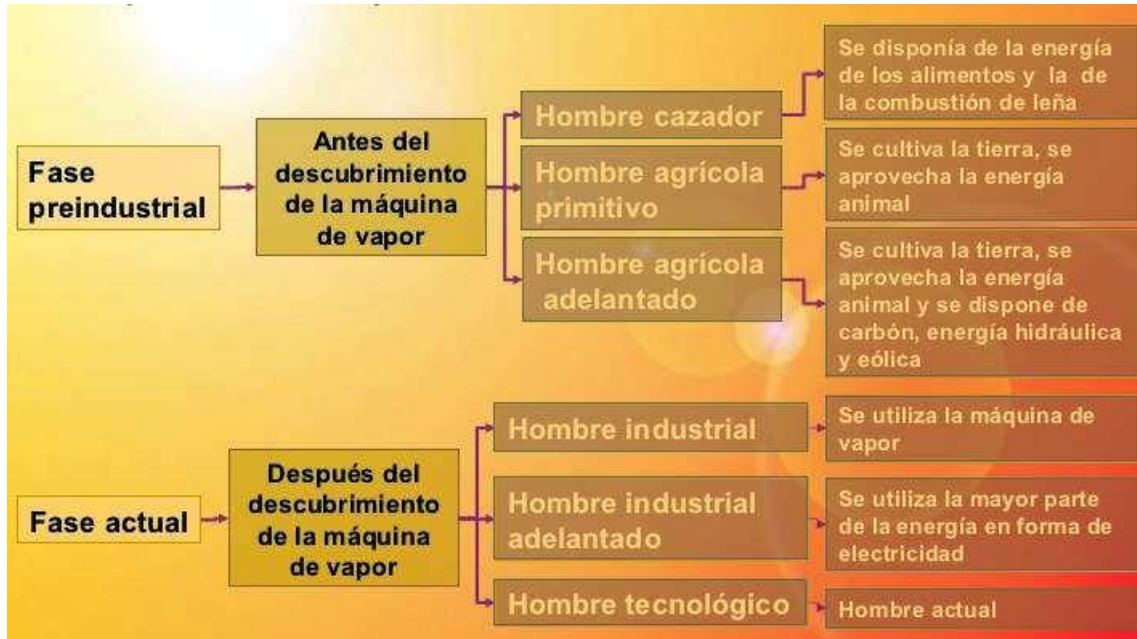 Fase
preindustrial
Antes del
descubrimiento
de la máquina
de vapor
Hombre cazador
Se disponía de la energía
de los alimentos y la de
la combustión de leña
Hombre agrícola
primitivo
Se cultiva la tierra, se
aprovecha la energía
animal
Hombre agrícola
adelantado
Se cultiva la tierra, se
aprovecha la energía
animal y se dispone de
carbón, energía hidráulica
y eólica
Fase actual
Después del
descubrimiento
de la máquina
de vapor
Hombre industrial
Se utiliza la máquina de
vapor
Hombre industrial
adelantado
Se utiliza la mayor parte
de la energía en forma de
electricidad
Hombre tecnológico
Hombre actual